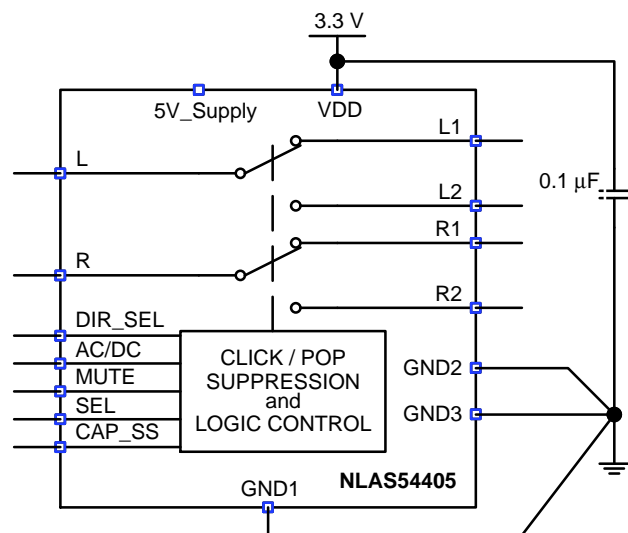 3.3 V
5V_Supply
VDD
L
L1
0.1 μF
L2
R1
R
R2
DIR_SEL
AC/DC
MUTE
SEL
CAP_SS
CLICK / POP
SUPPRESSION
and
LOGIC CONTROL
GND2
GND3
GND1
NLAS54405